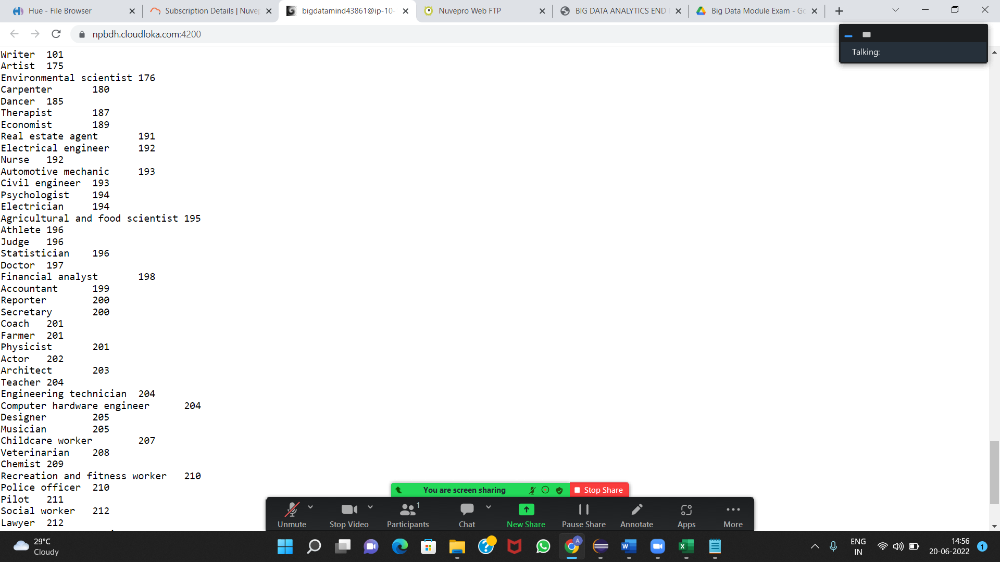 Hue - File Browser
Subscription Details | Nuvep
bigdatamind43861@ip-10-
Nuvepro Web FTP
BIG DATA ANALYTICS END
Big Data Module Exam - Go
npbdh.cloudloka.com:4200
Talking:
Writer 101
Artist 175
Environmental scientist 176
Carpenter 180
Dancer 185
Therapist 187
Economist 189
Real estate agent 191
Electrical engineer 192
Nurse 192
Automotive mechanic 193
Civil engineer 193
Psychologist 194
Electrician 194
Agricultural and food scientist 195
Athlete 196
Judge 196
Statistician 196
Doctor 197
Financial analyst 198
Accountant 199
Reporter 200
Secretary 200
Coach 201
Farmer 201
Physicist 201
Actor 202
Architect 203
Teacher 204
Engineering technician 204
Computer hardware engineer 204
Designer 205
Musician 205
Childcare worker 207
Veterinarian 208
Chemist 209
Recreation and fitness worker 210
Police officer 210
Pilot 211
Social worker 212
Lawyer 212
You are screen sharing
Stop Share
1
Unmute
Stop Video
Participants
Chat
New Share
Pause Share
Annotate
Apps
More
29°C
Cloudy
A
ENG
IN
14:56
20-06-2022
1